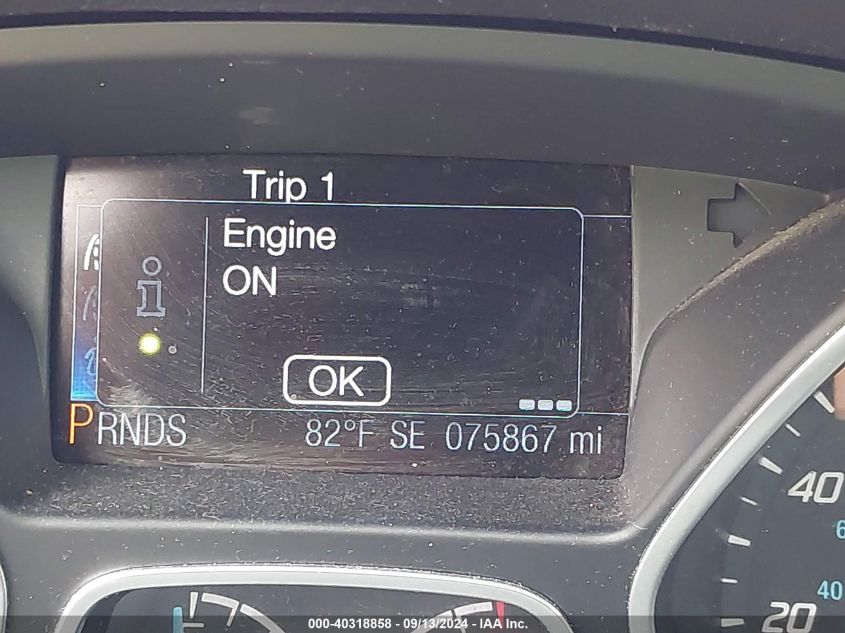 Trip 1
Engine
ON
OK
PRNDS 82°F SE 075867 mi
40
40
20
000-40318858 - 09/13/2024 - IAA Inc.